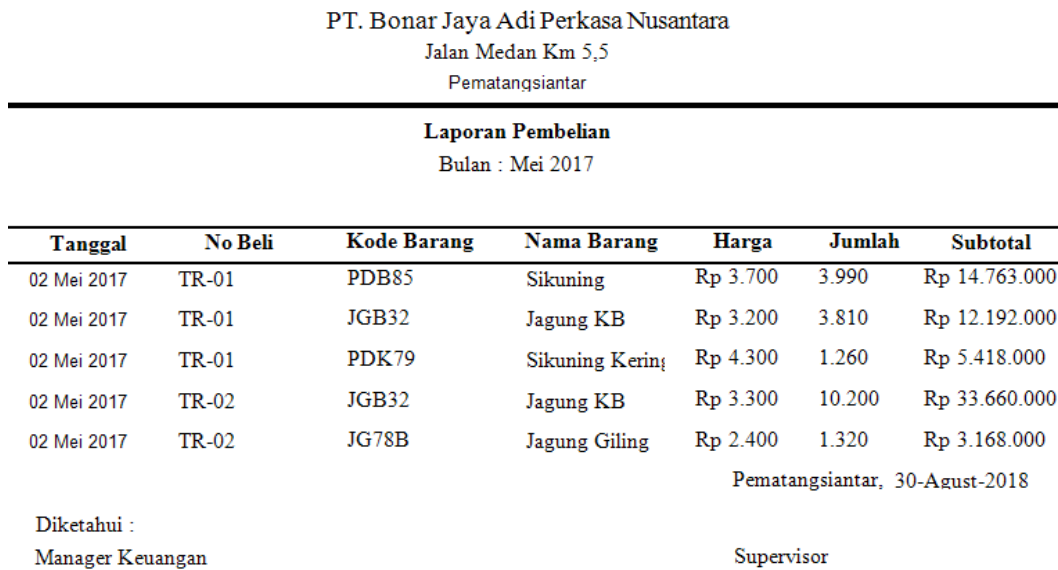 PT. Bonar Jaya Adi Perkasa Nusantara
Jalan Medan Km 5,5
Pematangsiantar
Laporan Pembelian
Bulan : Mei 2017
Tanggal No Beli Kode Barang Nama Barang Harga Jumlah Subtotal
02 Mei 2017 TR-01 PDB85 Sikuning Rp 3.700 3.990 Rp 14.763.000
02 Mei 2017 TR-01 JGB32 Jagung KB Rp 3.200 3.810 Rp 12.192.000
02 Mei 2017 TR-01 PDK79 Sikuning Kering Rp 4.300 1.260 Rp 5.418.000
02 Mei 2017 TR-02 JGB32 Jagung KB Rp 3.300 10.200 Rp 33.660.000
02 Mei 2017 TR-02 JG78B Jagung Giling Rp 2.400 1.320 Rp 3.168.000
Pematangsiantar, 30-Agust-2018
Diketahui :
Manager Keuangan Supervisor